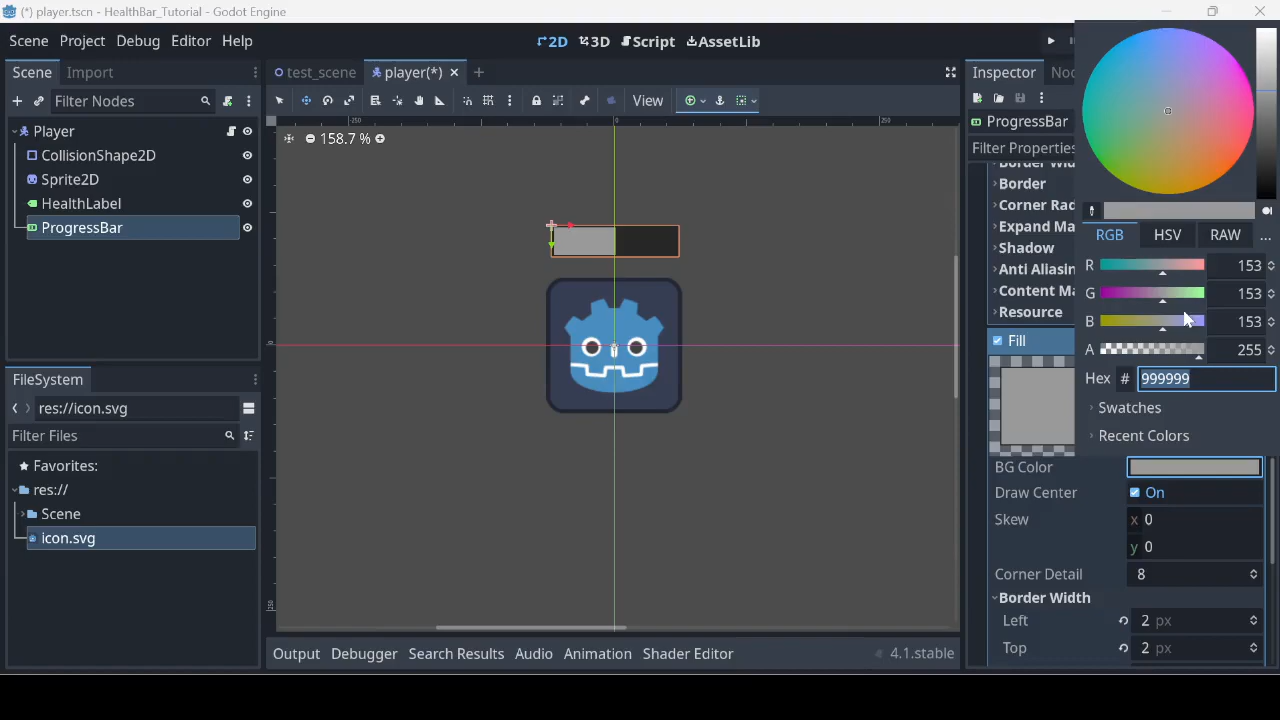 (*) player.tscn - HealthBar_Tutorial - Godot Engine
Scene Project Debug Editor Help
2D 3D Script AssetLib
Scene Import
Filter Nodes
Player
CollisionShape2D
Sprite2D
HealthLabel
ProgressBar
FileSystem
res://icon.svg
Filter Files
Favorites:
res://
Scene
icon.svg
test_scene player(*)
View
-250 0 250
158.7 %
0
250
Output Debugger Search Results Audio Animation Shader Editor 4.1.stable
Inspector
ProgressBar
Filter Properties
Border
Corner Rad
Expand Ma
Shadow
Anti Aliasin
Content Ma
Resource
Fill
RGB HSV RAW ...
R 153
G 153
B 153
A 255
Hex # 999999
Swatches
Recent Colors
BG Color
Draw Center On
Skew x 0
y 0
Corner Detail 8
Border Width
Left 2 px
Top 2 px